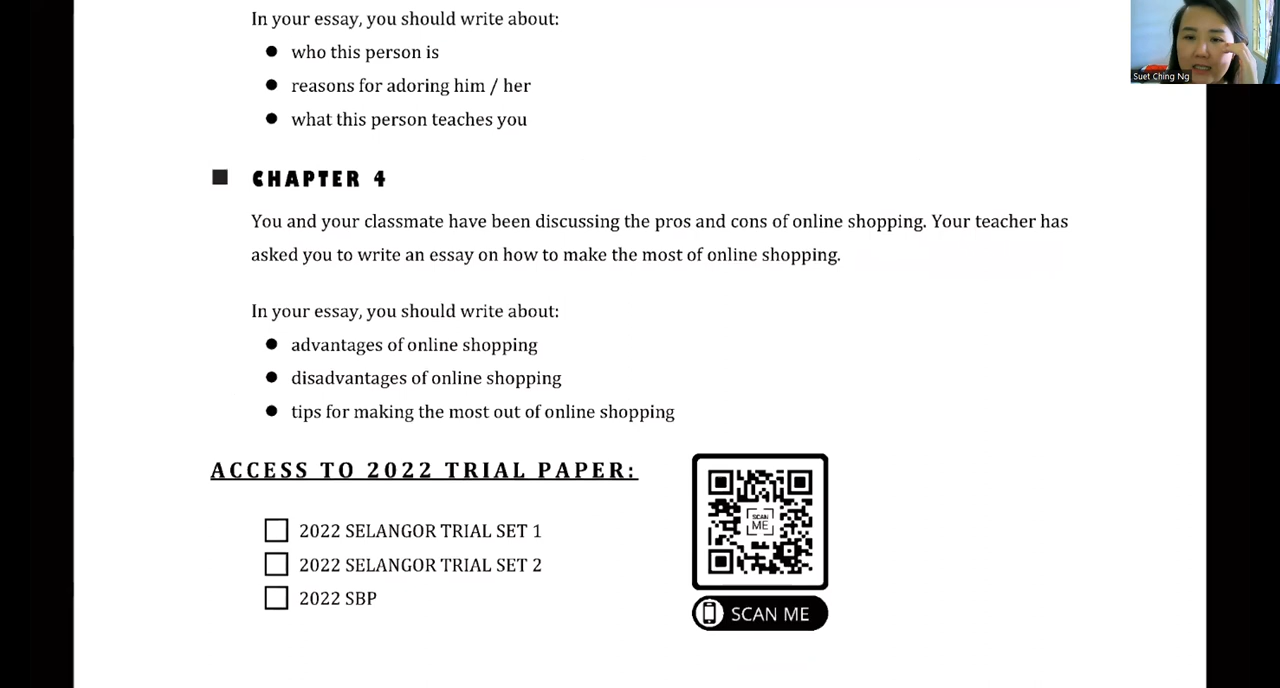 In your essay, you should write about:
● who this person is
● reasons for adoring him / her
● what this person teaches you
■ CHAPTER 4
You and your classmate have been discussing the pros and cons of online shopping. Your teacher has
asked you to write an essay on how to make the most of online shopping.
In your essay, you should write about:
● advantages of online shopping
● disadvantages of online shopping
● tips for making the most out of online shopping
ACCESS TO 2022 TRIAL PAPER:
2022 SELANGOR TRIAL SET 1
2022 SELANGOR TRIAL SET 2
2022 SBP
SCAN
ME
SCAN ME
Suet Ching Ng